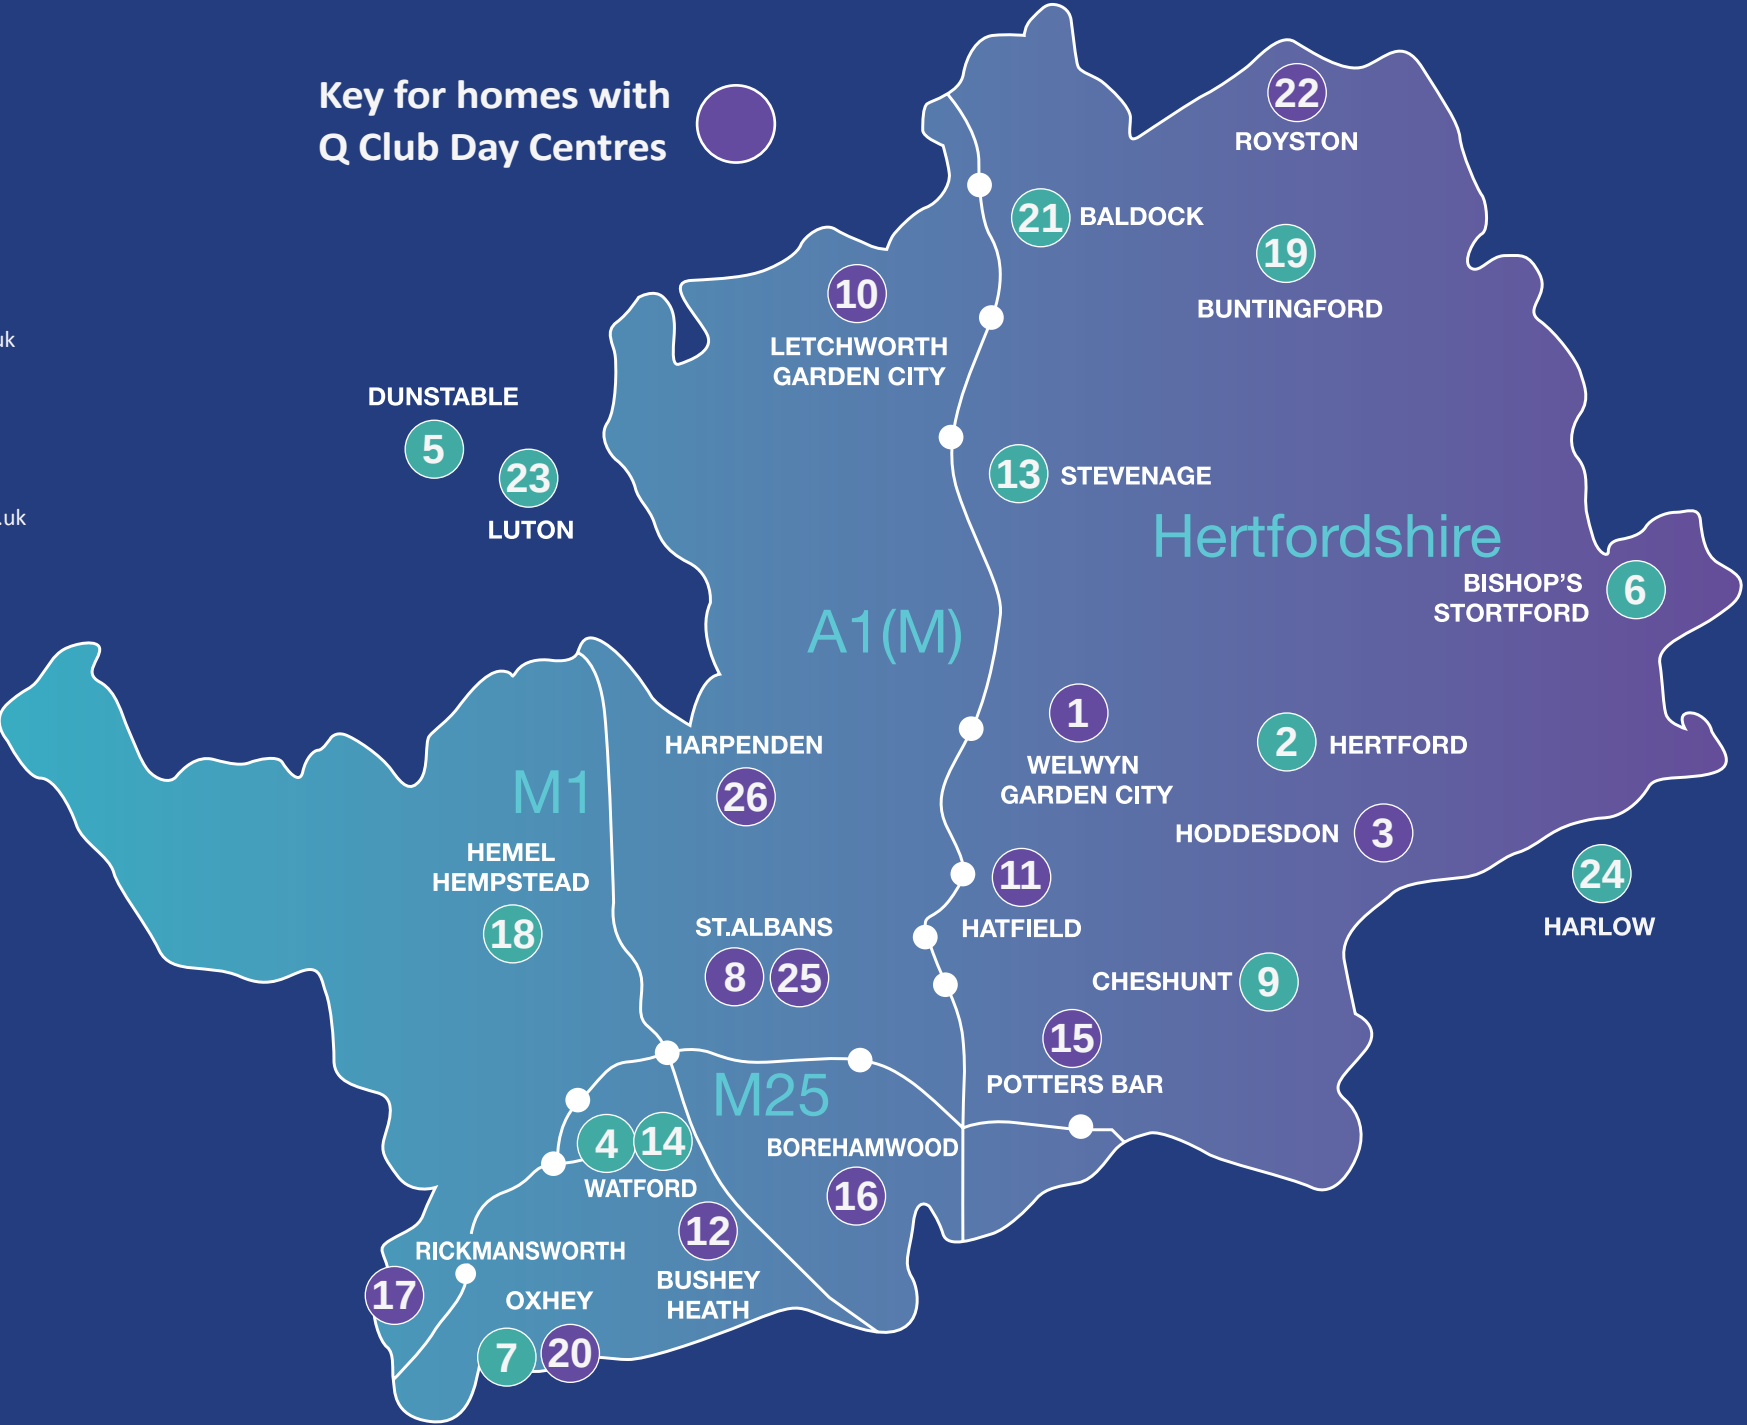 Key for homes with
Q Club Day Centres
22
ROYSTON
21 BALDOCK
19
BUNTINGFORD
10
LETCHWORTH
GARDEN CITY
uk
DUNSTABLE
5
23
LUTON
13 STEVENAGE
.uk
Hertfordshire
BISHOP'S
STORTFORD
6
A1(M)
1
WELWYN
GARDEN CITY
2 HERTFORD
HARPENDEN
26
M1
HODDESDON 3
HEMEL
HEMPSTEAD
18
11
HATFIELD
24
HARLOW
ST.ALBANS
8 25
CHESHUNT 9
15
POTTERS BAR
M25
4 14
WATFORD
BOREHAMWOOD
16
12
BUSHEY
HEATH
RICKMANSWORTH
17
OXHEY
7 20